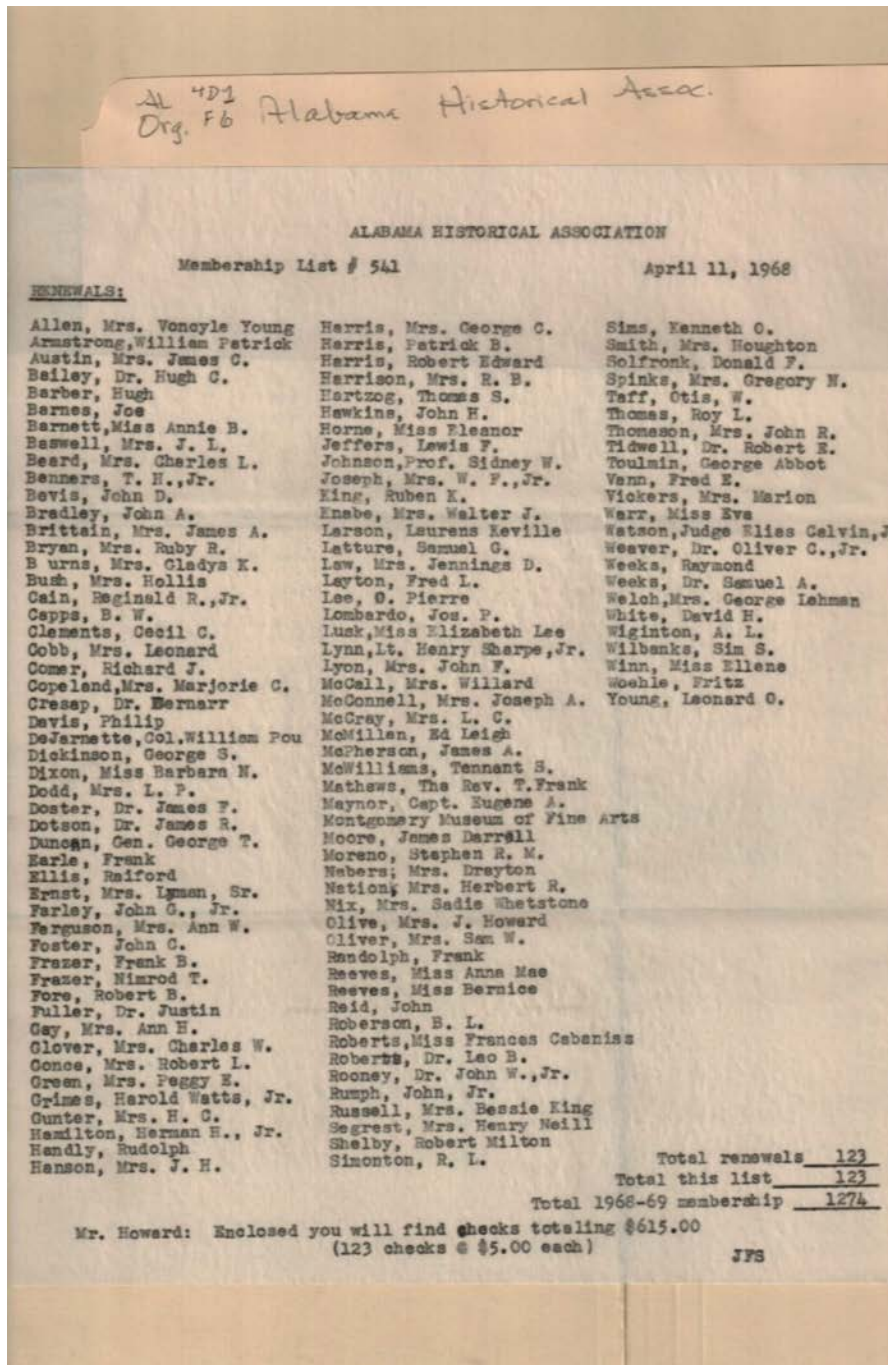 AL 4D1
Org. F6 Alabama Historical Assoc.
ALABAMA HISTORICAL ASSOCIATION
Membership List # 541 April 11, 1968
RENEWALS:
Allen, Mrs. Voncyle Young
Armstrong,William Patrick
Austin, Mrs. James C.
Bailey, Dr. Hugh C.
Barber, Hugh
Barnes, Joe
Barnett,Miss Annie B.
Baswell, Mrs. J. L.
Beard, Mrs. Charles L.
Benners, T. H.,Jr.
Bevis, John D.
Bradley, John A.
Brittain, Mrs. James A.
Bryan, Mrs. Ruby R.
B urns, Mrs. Gladys K.
Bush, Mrs. Hollis
Cain, Reginald R.,Jr.
Capps, B. W.
Clements, Cecil C.
Cobb, Mrs. Leonard
Comer, Richard J.
Copeland,Mrs. Marjorie C.
Cresap, Dr. Bernarr
Davis, Philip
DeJarnette,Col.William Pou
Dickinson, George S.
Dixon, Miss Barbara N.
Dodd, Mrs. L. P.
Doster, Dr. James F.
Dotson, Dr. James R.
Duncan, Gen. George T.
Earle, Frank
Ellis, Raiford
Ernst, Mrs. Lyman, Sr.
Farley, John G., Jr.
Ferguson, Mrs. Ann W.
Foster, John C.
Frazer, Frank B.
Frazer, Nimrod T.
Fore, Robert B.
Fuller, Dr. Justin
Gay, Mrs. Ann H.
Glover, Mrs. Charles W.
Gonce, Mrs. Robert L.
Green, Mrs. Peggy E.
Grimes, Harold Watts, Jr.
Gunter, Mrs. H. C.
Hamilton, Herman H., Jr.
Handly, Rudolph
Hanson, Mrs. J. H.
Harris, Mrs. George C.
Harris, Patrick B.
Harris, Robert Edward
Harrison, Mrs. R. B.
Hartzog, Thomas S.
Hawkins, John H.
Horne, Miss Eleanor
Jeffers, Lewis F.
Johnson,Prof. Sidney W.
Joseph, Mrs. W. F.,Jr.
King, Ruben K.
Knabe, Mrs. Walter J.
Larson, Laurens Neville
Latture, Samuel G.
Law, Mrs. Jennings D.
Layton, Fred L.
Lee, O. Pierre
Lombardo, Jos. P.
Lusk,Miss Elizabeth Lee
Lynn,Lt. Henry Sharpe,Jr.
Lyon, Mrs. John F.
McCall, Mrs. Willard
McConnell, Mrs. Joseph A.
McCray, Mrs. L. C.
McMillan, Ed Leigh
McPherson, James A.
McWilliams, Tennant S.
Mathews, The Rev. T.Frank
Maynor, Capt. Eugene A.
Montgomery Museum of Fine Arts
Moore, James Darrell
Moreno, Stephen R. M.
Nabers; Mrs. Drayton
Nation; Mrs. Herbert R.
Nix, Mrs. Sadie Whetstone
Olive, Mrs. J. Howard
Oliver, Mrs. Sam W.
Randolph, Frank
Reeves, Miss Anna Mae
Reeves, Miss Bernice
Reid, John
Roberson, B. L.
Roberts,Miss Frances Cabaniss
Roberts, Dr. Leo B.
Rooney, Dr. John W.,Jr.
Rumph, John, Jr.
Russell, Mrs. Bessie King
Segrest, Mrs. Henry Neill
Shelby, Robert Milton
Simonton, R. L.
Sims, Kenneth O.
Smith, Mrs. Houghton
Solfronk, Donald F.
Spinks, Mrs. Gregory N.
Taff, Otis, W.
Thomas, Roy L.
Thomason, Mrs. John R.
Tidwell, Dr. Robert E.
Toulmin, George Abbot
Vann, Fred E.
Vickers, Mrs. Marion
Warr, Miss Eva
Watson,Judge Elias Calvin,J
Weaver, Dr. Oliver C.,Jr.
Weeks, Raymond
Weeks, Dr. Samuel A.
Welch,Mrs. George Lehman
White, David H.
Wiginton, A. L.
Wilbanks, Sim S.
Winn, Miss Ellene
Woehle, Fritz
Young, Leonard O.
Total renewals 123
Total this list 123
Total 1968-69 membership 1274
Mr. Howard: Enclosed you will find checks totaling $615.00
(123 checks @ $5.00 each)
JFS